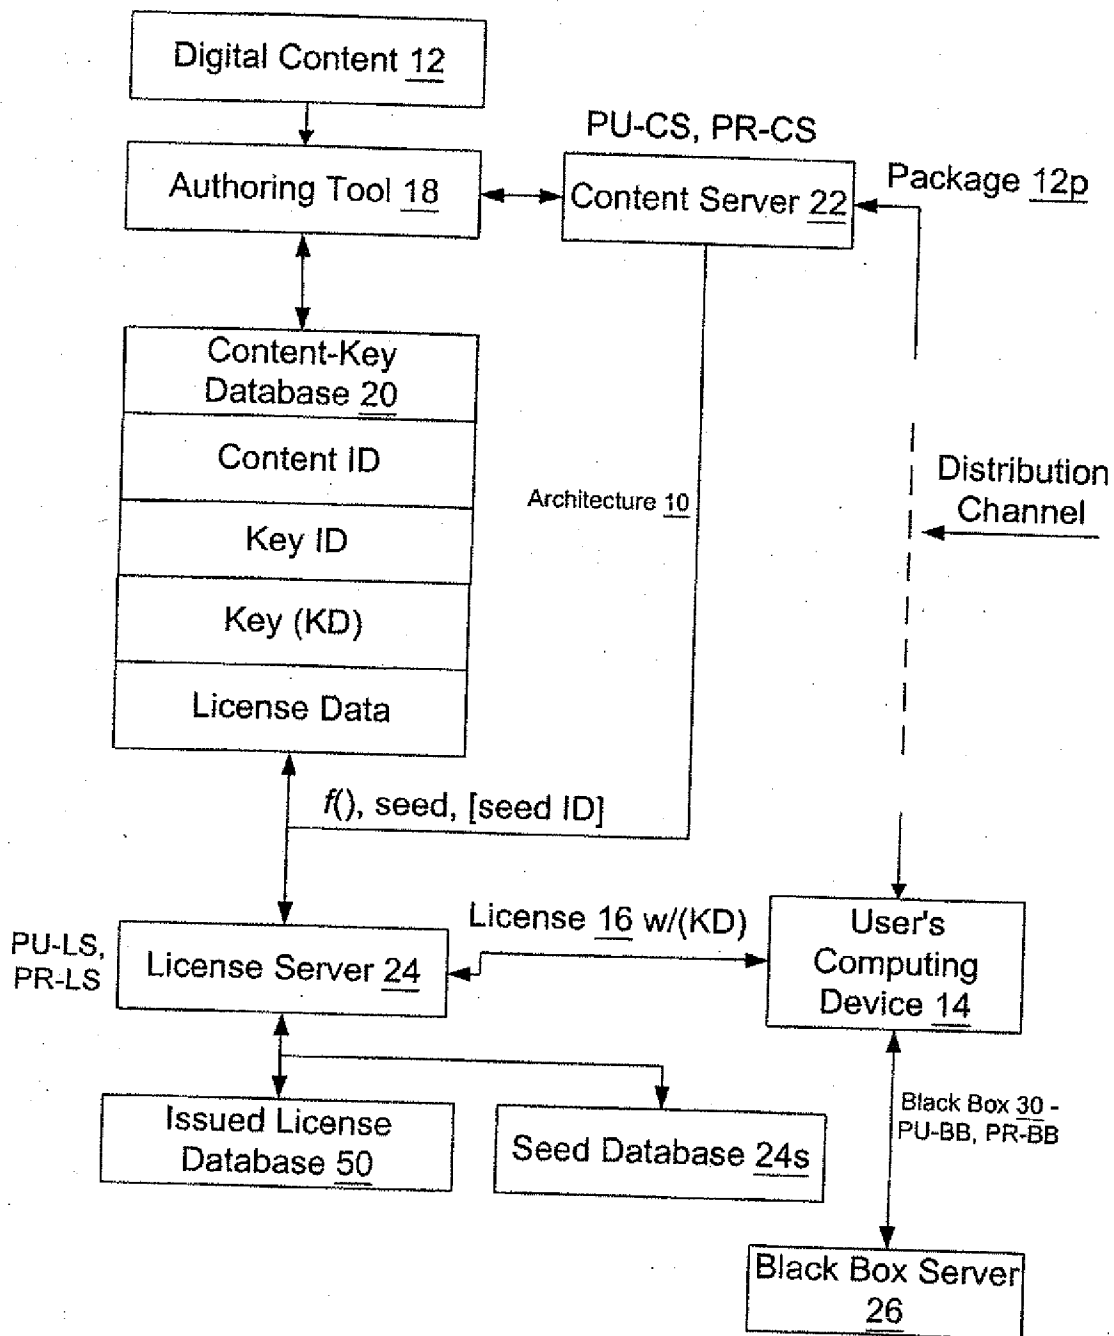 Digital Content 12
PU-CS, PR-CS
Authoring Tool 18
Content Server 22
Package 12p
Content-Key
Database 20
Content ID
Key ID
Key (KD)
License Data
Architecture 10
Distribution
Channel
f(), seed, [seed ID]
PU-LS,
PR-LS
License Server 24
License 16 w/(KD)
User's
Computing
Device 14
Issued License
Database 50
Seed Database 24s
Black Box 30 -
PU-BB, PR-BB
Black Box Server
26